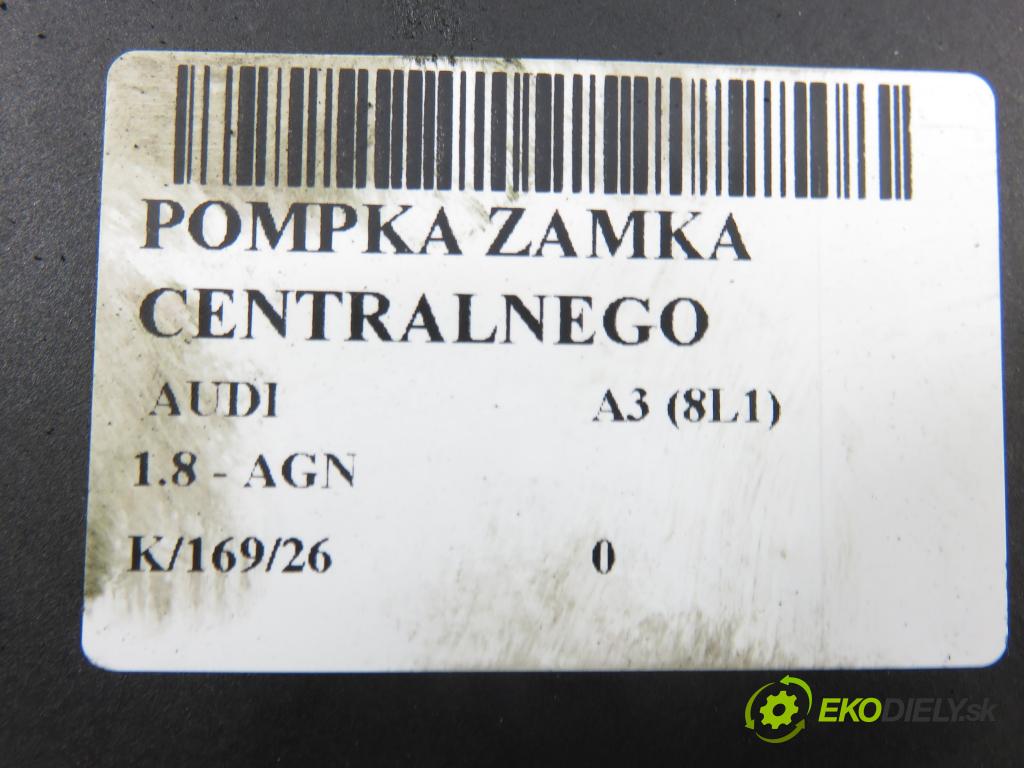 POMPKA ZAMKA
CENTRALNEGO
AUDI A3 (8L1)
1.8 - AGN
K/169/26 0
EKODIELY.sk